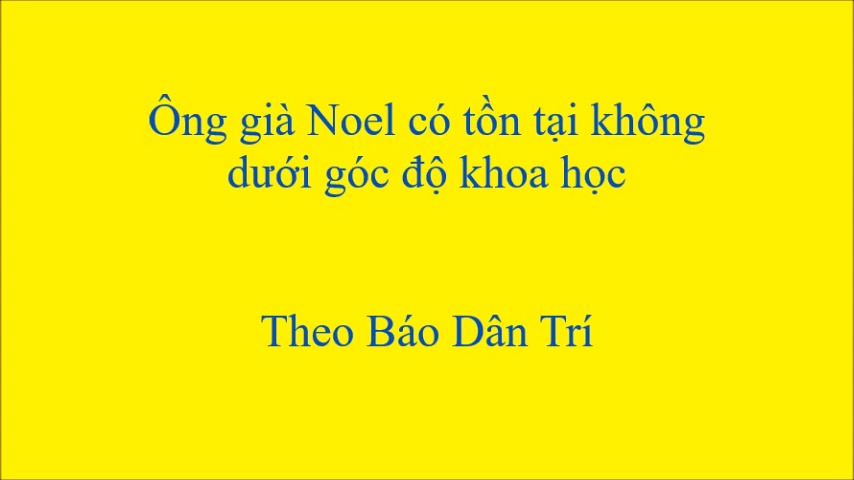 Ông già Noel có tồn tại không
dưới góc độ khoa học
Theo Báo Dân Trí